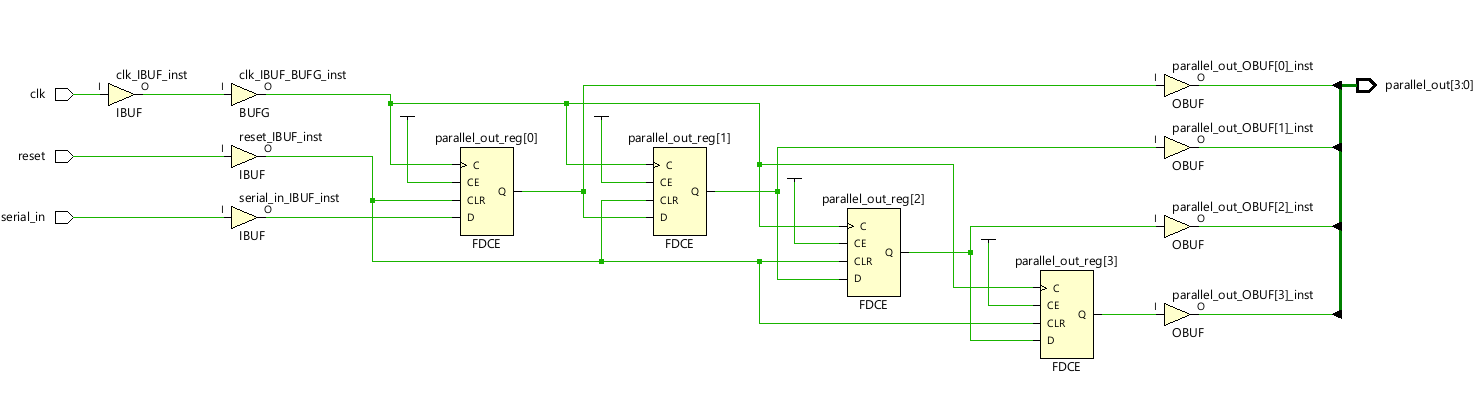 clk
I
clk_IBUF_inst
O
IBUF
I
clk_IBUF_BUFG_inst
O
BUFG
reset
I
reset_IBUF_inst
O
IBUF
serial_in
I
serial_in_IBUF_inst
O
IBUF
parallel_out_reg[0]
C
CE
CLR
D
Q
FDCE
parallel_out_reg[1]
C
CE
CLR
D
Q
FDCE
parallel_out_reg[2]
C
CE
CLR
D
Q
FDCE
parallel_out_reg[3]
C
CE
CLR
D
Q
FDCE
parallel_out_OBUF[0]_inst
I
O
OBUF
parallel_out_OBUF[1]_inst
I
O
OBUF
parallel_out_OBUF[2]_inst
I
O
OBUF
parallel_out_OBUF[3]_inst
I
O
OBUF
parallel_out[3:0]